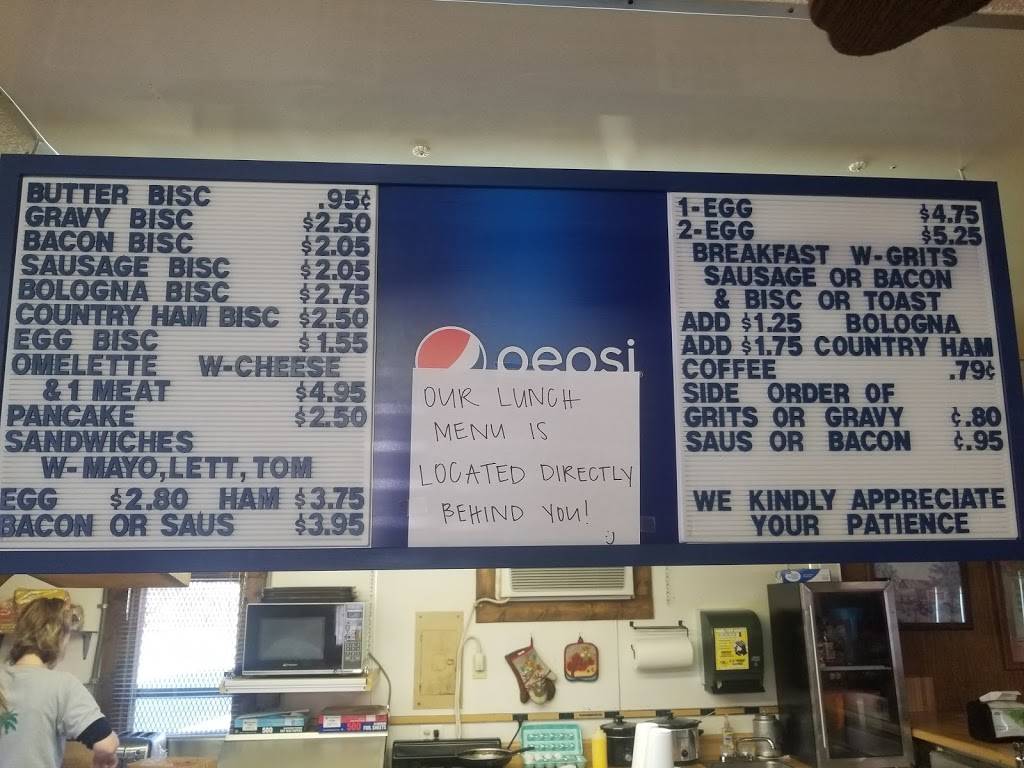 BUTTER BISC .95¢
GRAVY BISC $2.50
BACON BISC $2.05
SAUSAGE BISC $2.05
BOLOGNA BISC $2.75
COUNTRY HAM BISC $2.50
EGG BISC $1.55
OMELETTE W-CHEESE
&1 MEAT $4.95
PANCAKE $2.50
SANDWICHES
W-MAYO,LETT,TOM
EGG $2.80 HAM $3.75
BACON OR SAUS $3.95
pepsi
OUR LUNCH
MENU IS
LOCATED DIRECTLY
BEHIND YOU!
:)
1-EGG $4.75
2-EGG $5.25
BREAKFAST W-GRITS
SAUSAGE OR BACON
& BISC OR TOAST
ADD $1.25 BOLOGNA
ADD $1.75 COUNTRY HAM
COFFEE .79¢
SIDE ORDER OF
GRITS OR GRAVY ¢.80
SAUS OR BACON ¢.95
WE KINDLY APPRECIATE
YOUR PATIENCE
500